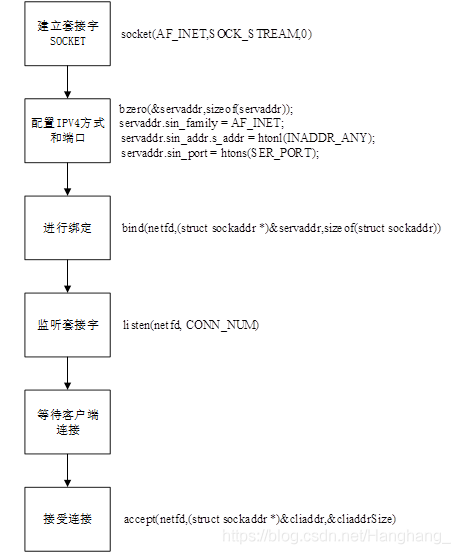 建立套接字
SOCKET
socket(AF_INET,SOCK_STREAM,0)
配置IPV4方式
和端口
bzero(&servaddr,sizeof(servaddr));
servaddr.sin_family = AF_INET;
servaddr.sin_addr.s_addr = htonl(INADDR_ANY);
servaddr.sin_port = htons(SER_PORT);
进行绑定
bind(netfd,(struct sockaddr *)&servaddr,sizeof(struct sockaddr))
监听套接字
listen(netfd, CONN_NUM)
等待客户端
连接
接受连接
accept(netfd,(struct sockaddr *)&cliaddr,&cliaddrSize)
https://blog.csdn.net/Hanghang_